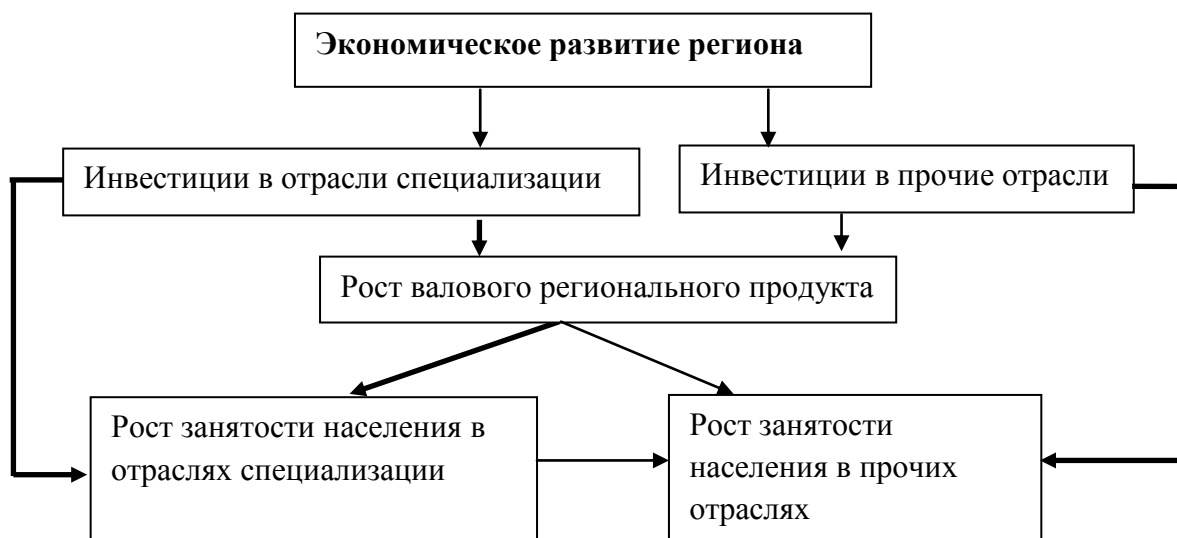 Экономическое развитие региона
Инвестиции в отрасли специализации
Инвестиции в прочие отрасли
Рост валового регионального продукта
Рост занятости населения в
отраслях специализации
Рост занятости
населения в прочих
отраслях